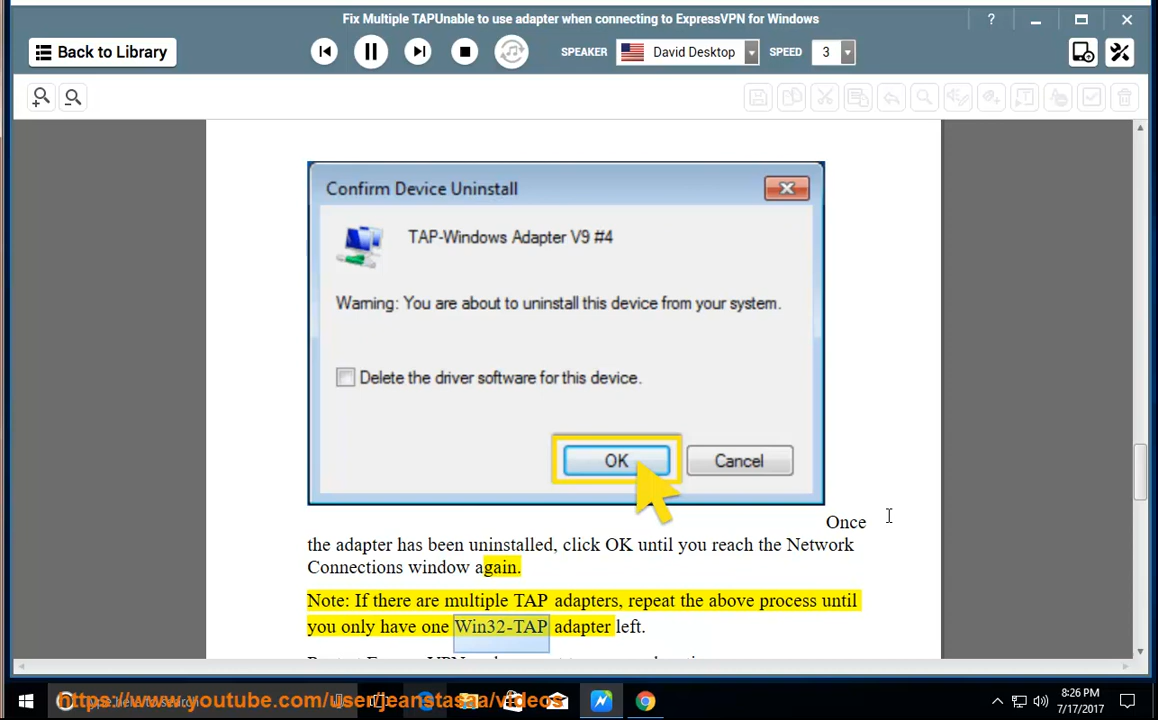 Fix Multiple TAPUnable to use adapter when connecting to ExpressVPN for Windows
?
Back to Library
SPEAKER
David Desktop
SPEED
3
Confirm Device Uninstall
TAP-Windows Adapter V9 #4
Warning: You are about to uninstall this device from your system.
Delete the driver software for this device.
OK
Cancel
Once
the adapter has been uninstalled, click OK until you reach the Network
Connections window again.
Note: If there are multiple TAP adapters, repeat the above process until
you only have one Win32-TAP adapter left.
https://www.youtube.com/user/jeanstasaa/videos
8:26 PM
7/17/2017